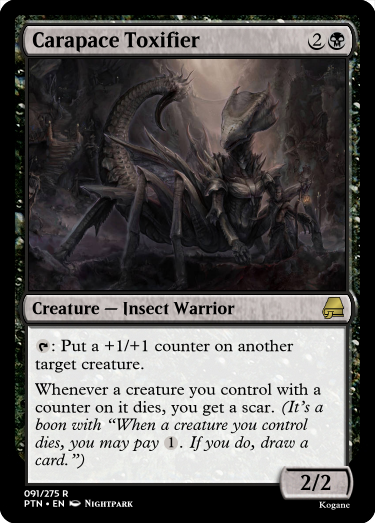 Carapace Toxifier 2
Creature — Insect Warrior
: Put a +1/+1 counter on another
target creature.
Whenever a creature you control with a
counter on it dies, you get a scar. (It's a
boon with “When a creature you control
dies, you may pay 1 . If you do, draw a
card.”)
2/2
091/275 R
PTN • EN Nightpark
Kogane